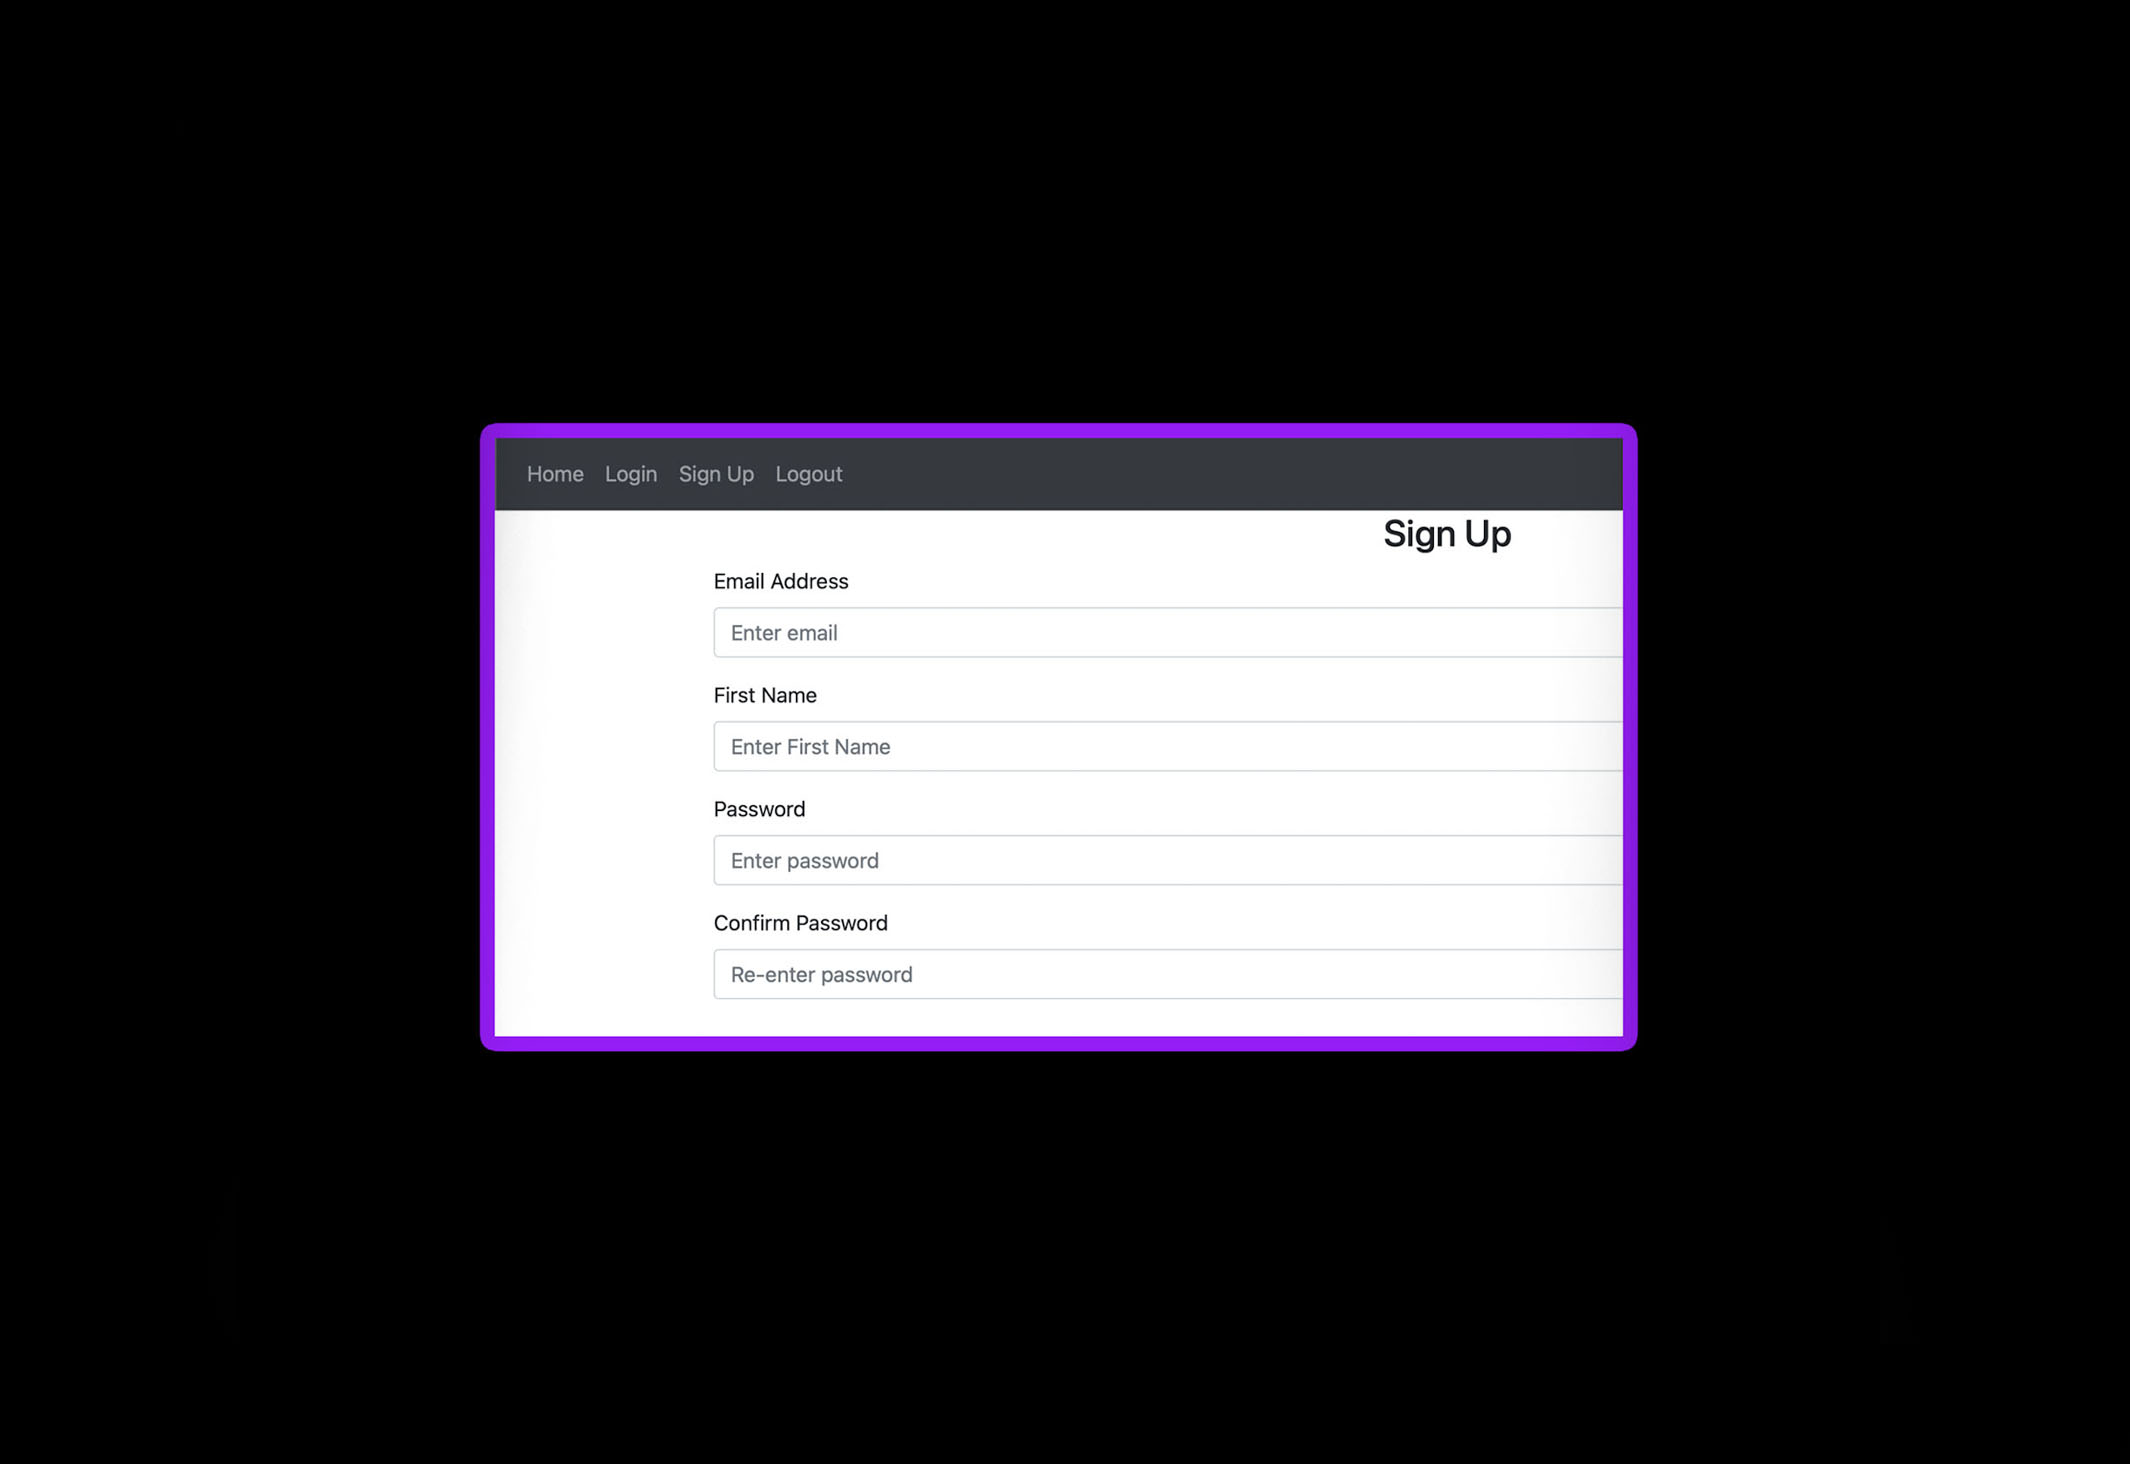 Home Login Sign Up Logout
Sign Up
Email Address
Enter email
First Name
Enter First Name
Password
Enter password
Confirm Password
Re-enter password